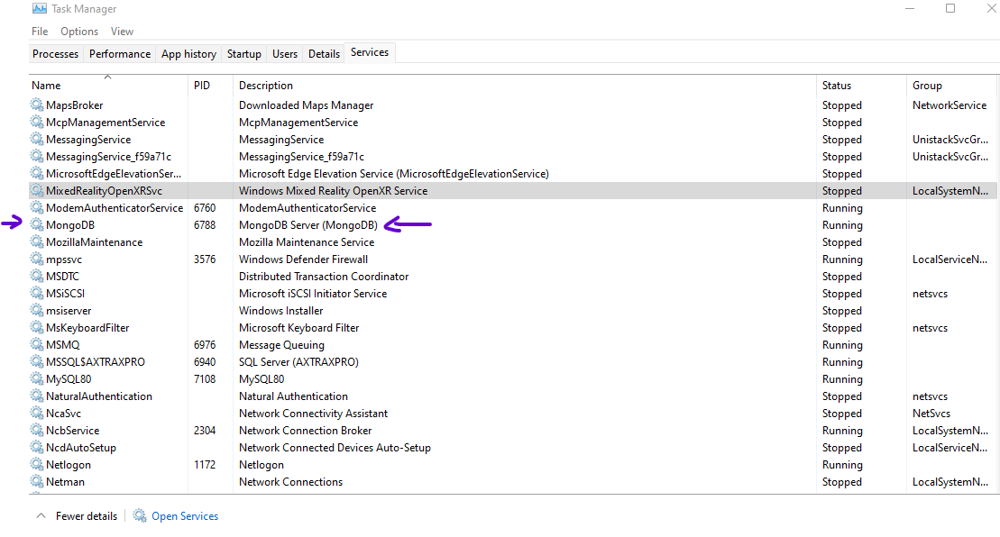 Task Manager
File Options View
Processes Performance App history Startup Users Details Services
Name PID Description Status Group
MapsBroker Downloaded Maps Manager Stopped NetworkService
McpManagementService McpManagementService Stopped
MessagingService MessagingService Stopped UnistackSvcGr...
MessagingService_f59a71c MessagingService_f59a71c Stopped UnistackSvcGr...
MicrosoftEdgeElevationSer... Microsoft Edge Elevation Service (MicrosoftEdgeElevationService) Stopped
MixedRealityOpenXRSvc Windows Mixed Reality OpenXR Service Stopped LocalSystemN...
ModemAuthenticatorService 6760 ModemAuthenticatorService Running
MongoDB 6788 MongoDB Server (MongoDB) Running
MozillaMaintenance Mozilla Maintenance Service Stopped
mpssvc 3576 Windows Defender Firewall Running LocalServiceN...
MSDTC Distributed Transaction Coordinator Stopped
MSiSCSI Microsoft iSCSI Initiator Service Stopped netsvcs
msiserver Windows Installer Stopped
MsKeyboardFilter Microsoft Keyboard Filter Stopped netsvcs
MSMQ 6976 Message Queuing Running
MSSQL$AXTRAXPRO 6940 SQL Server (AXTRAXPRO) Running
MySQL80 7108 MySQL80 Running
NaturalAuthentication Natural Authentication Stopped netsvcs
NcaSvc Network Connectivity Assistant Stopped NetSvcs
NcbService 2304 Network Connection Broker Running LocalSystemN...
NcdAutoSetup Network Connected Devices Auto-Setup Stopped LocalServiceN...
Netlogon 1172 Netlogon Running
Netman Network Connections Stopped LocalSystemN...
Fewer details Open Services